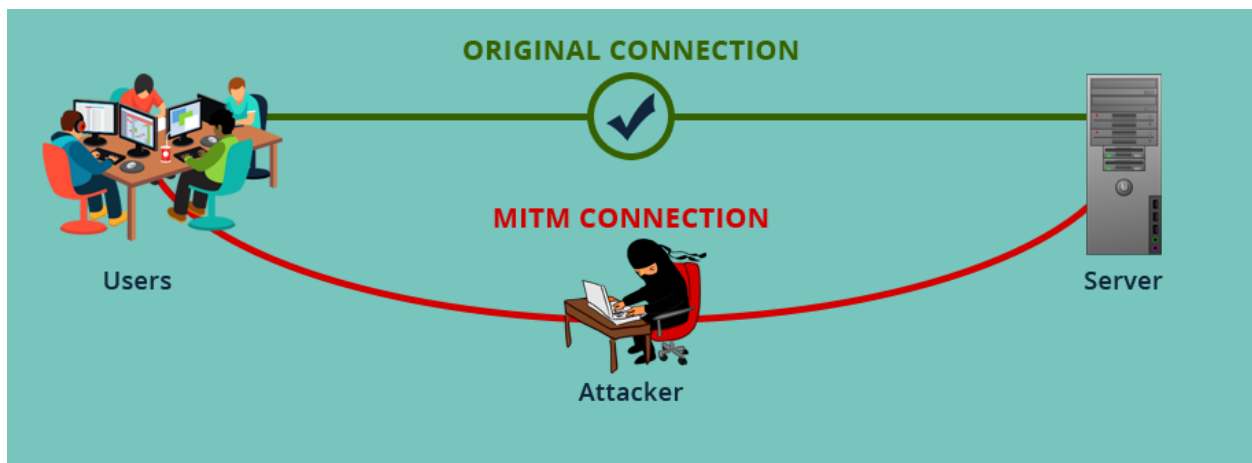 ORIGINAL CONNECTION
MITM CONNECTION
Users
Server
Attacker